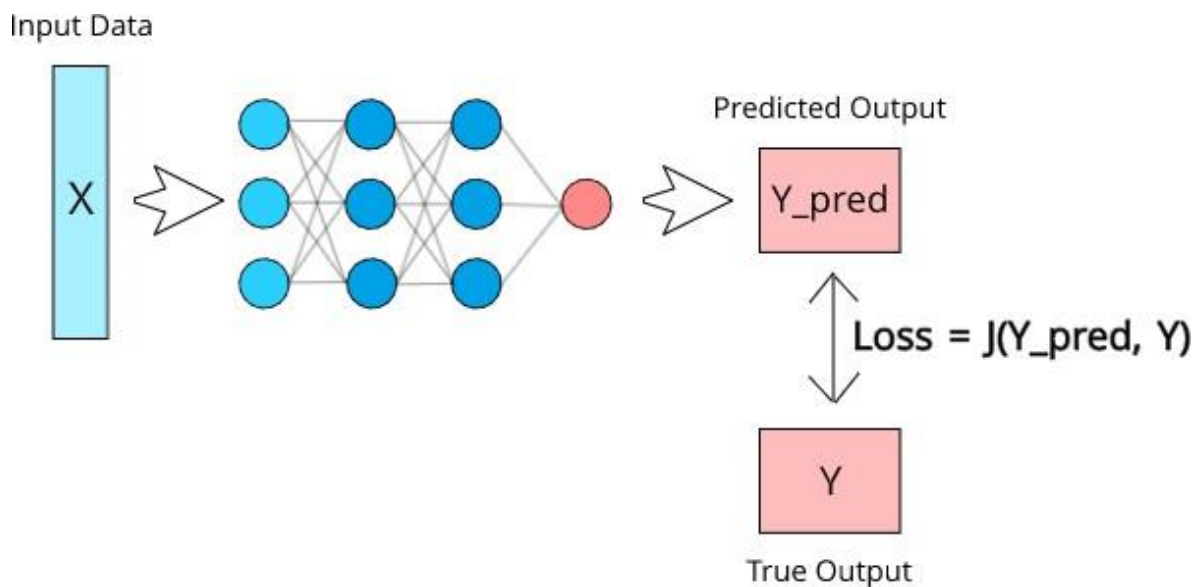 Input Data
X
Predicted Output
Y_pred
Loss = J(Y_pred, Y)
Y
True Output